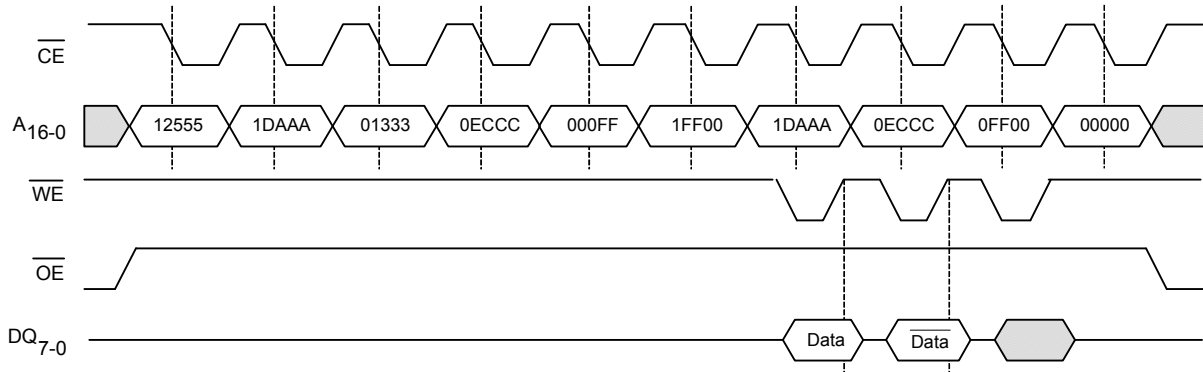 CE
A16-0 12555 1DAAA 01333 0ECCC 000FF 1FF00 1DAAA 0ECCC 0FF00 00000
WE
OE
DQ7-0 Data Data